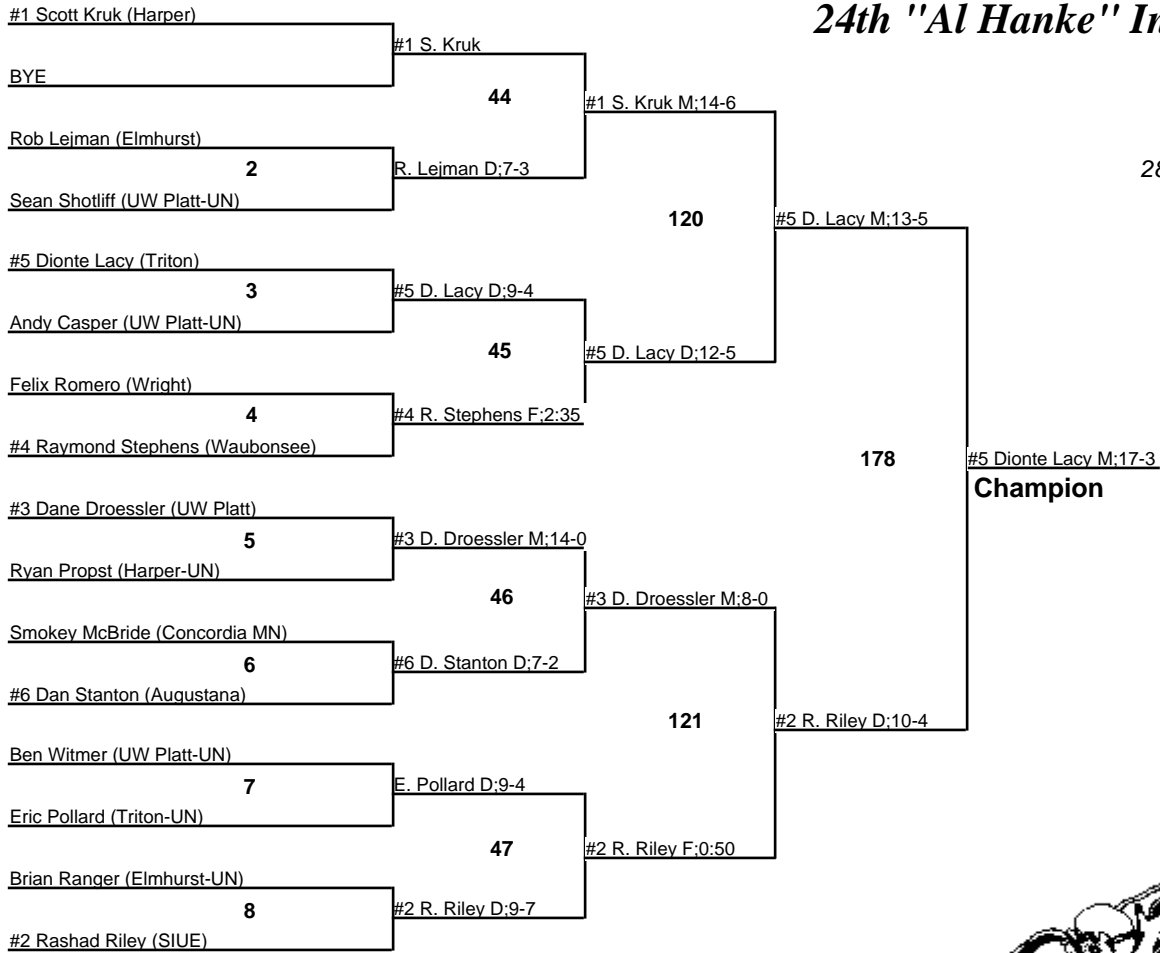 #1 Scott Kruk (Harper)
24th "Al Hanke" In
#1 S. Kruk
BYE
44
#1 S. Kruk M;14-6
Rob Lejman (Elmhurst)
2
R. Lejman D;7-3
28
Sean Shotliff (UW Platt-UN)
120
#5 D. Lacy M;13-5
#5 Dionte Lacy (Triton)
3
#5 D. Lacy D;9-4
Andy Casper (UW Platt-UN)
45
#5 D. Lacy D;12-5
Felix Romero (Wright)
4
#4 R. Stephens F;2:35
#4 Raymond Stephens (Waubonsee)
178
#5 Dionte Lacy M;17-3
Champion
#3 Dane Droessler (UW Platt)
5
#3 D. Droessler M;14-0
Ryan Propst (Harper-UN)
46
#3 D. Droessler M;8-0
Smokey McBride (Concordia MN)
6
#6 D. Stanton D;7-2
#6 Dan Stanton (Augustana)
121
#2 R. Riley D;10-4
Ben Witmer (UW Platt-UN)
7
E. Pollard D;9-4
Eric Pollard (Triton-UN)
47
#2 R. Riley F;0:50
Brian Ranger (Elmhurst-UN)
8
#2 R. Riley D;9-7
#2 Rashad Riley (SIUE)